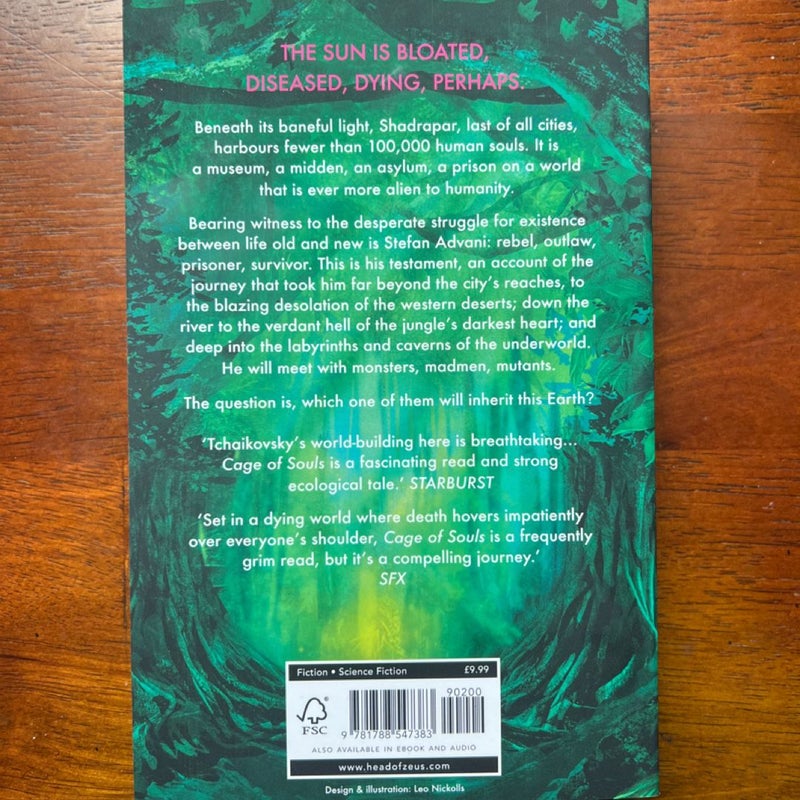 THE SUN IS BLOATED,
DISEASED, DYING, PERHAPS.
Beneath its baneful light, Shadrapar, last of all cities,
harbours fewer than 100,000 human souls. It is
a museum, a midden, an asylum, a prison on a world
that is ever more alien to humanity.
Bearing witness to the desperate struggle for existence
between life old and new is Stefan Advani: rebel, outlaw,
prisoner, survivor. This is his testament, an account of the
journey that took him far beyond the city's reaches, to
the blazing desolation of the western deserts; down the
river to the verdant hell of the jungle's darkest heart; and
deep into the labyrinths and caverns of the underworld.
He will meet with monsters, madmen, mutants.
The question is, which one of them will inherit this Earth?
'Tchaikovsky's world-building here is breathtaking...
Cage of Souls is a fascinating read and strong
ecological tale.' STARBURST
'Set in a dying world where death hovers impatiently
over everyone's shoulder, Cage of Souls is a frequently
grim read, but it's a compelling journey.'
SFX
Fiction • Science Fiction £9.99
90200
FSC
9 781788 547383
ALSO AVAILABLE IN EBOOK AND AUDIO
www.headofzeus.com
Design & illustration: Leo Nickolls